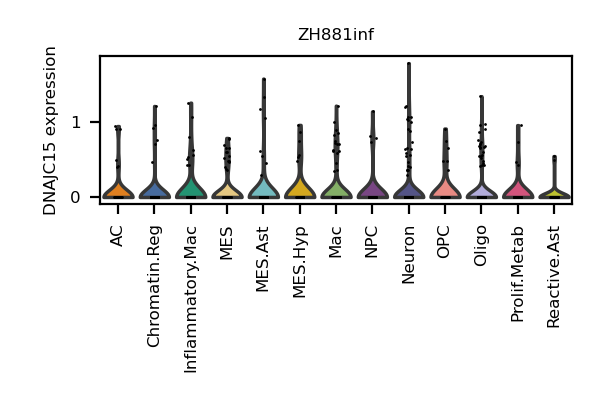 ZH881inf
DNAJC15 expression
1
0
AC
Chromatin.Reg
Inflammatory.Mac
MES
MES.Ast
MES.Hyp
Mac
NPC
Neuron
OPC
Oligo
Prolif.Metab
Reactive.Ast